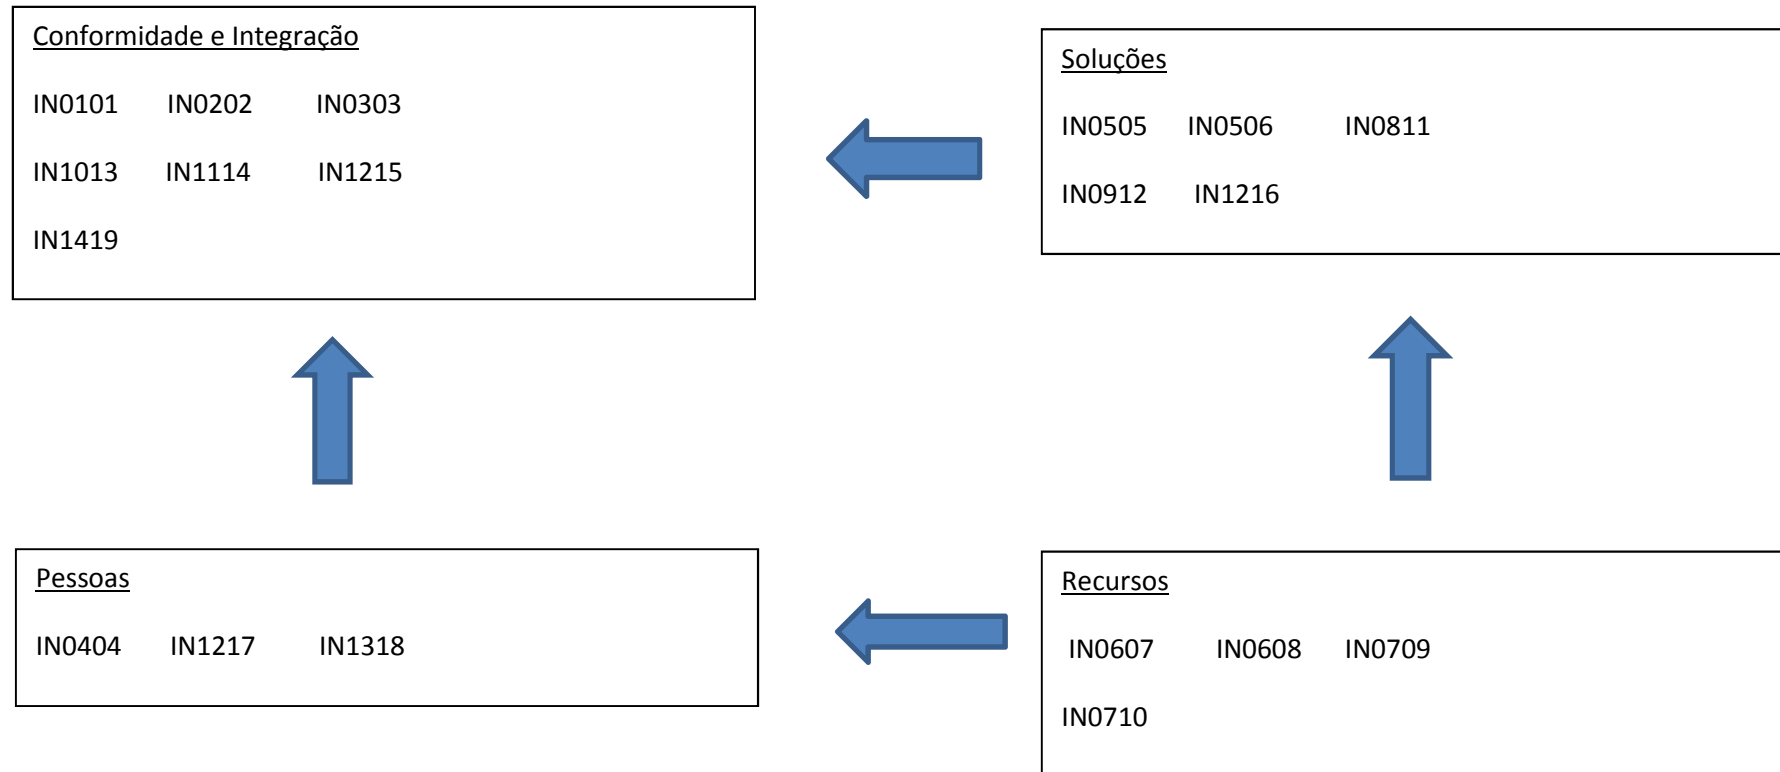 Conformidade e Integração
IN0101 IN0202 IN0303
IN1013 IN1114 IN1215
IN1419
Soluções
IN0505 IN0506 IN0811
IN0912 IN1216
Pessoas
IN0404 IN1217 IN1318
Recursos
IN0607 IN0608 IN0709
IN0710